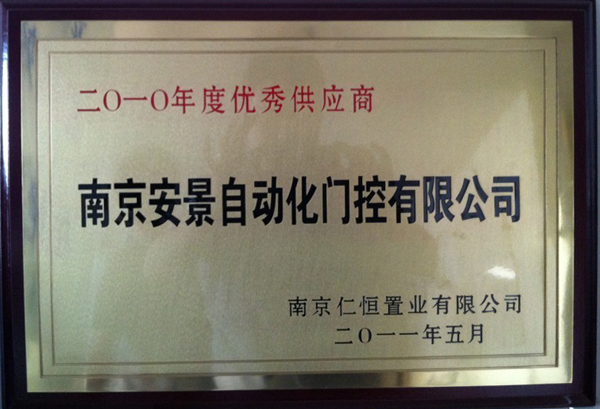 二〇一〇年度优秀供应商
南京安景自动化门控有限公司
南京仁恒置业有限公司
二〇一一年五月